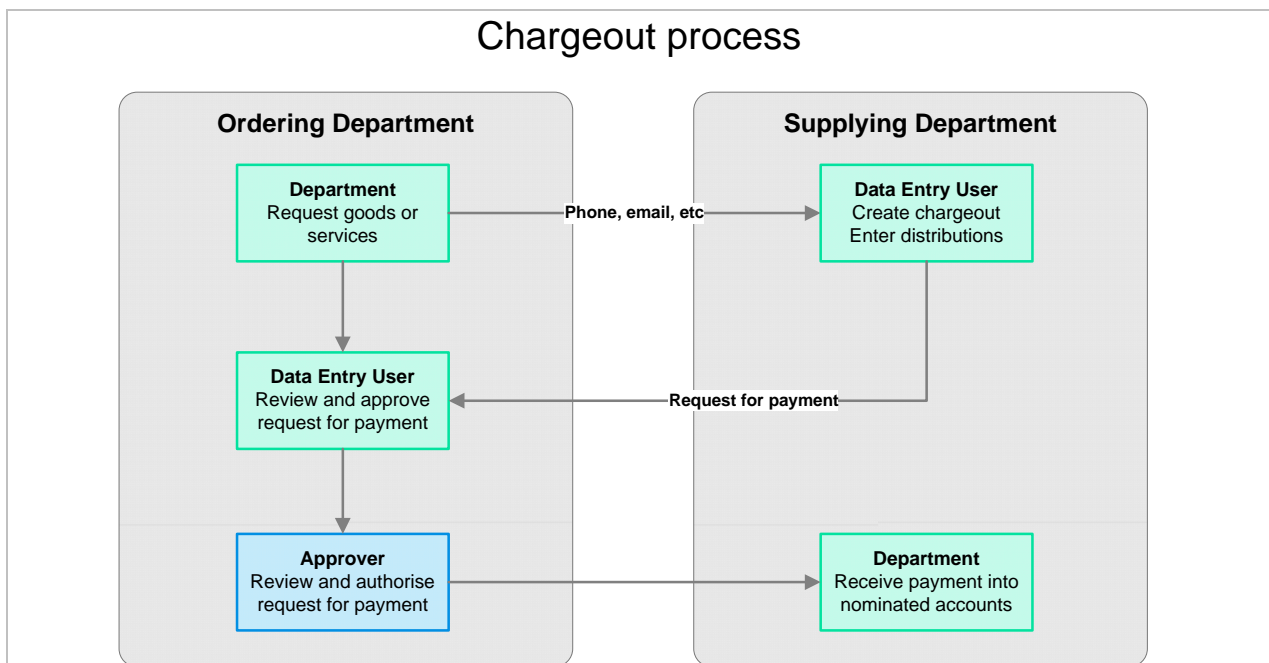 Chargeout process
Ordering Department
Supplying Department
Department
Request goods or
services
Phone, email, etc
Data Entry User
Create chargeout
Enter distributions
Data Entry User
Review and approve
request for payment
Request for payment
Approver
Review and authorise
request for payment
Department
Receive payment into
nominated accounts